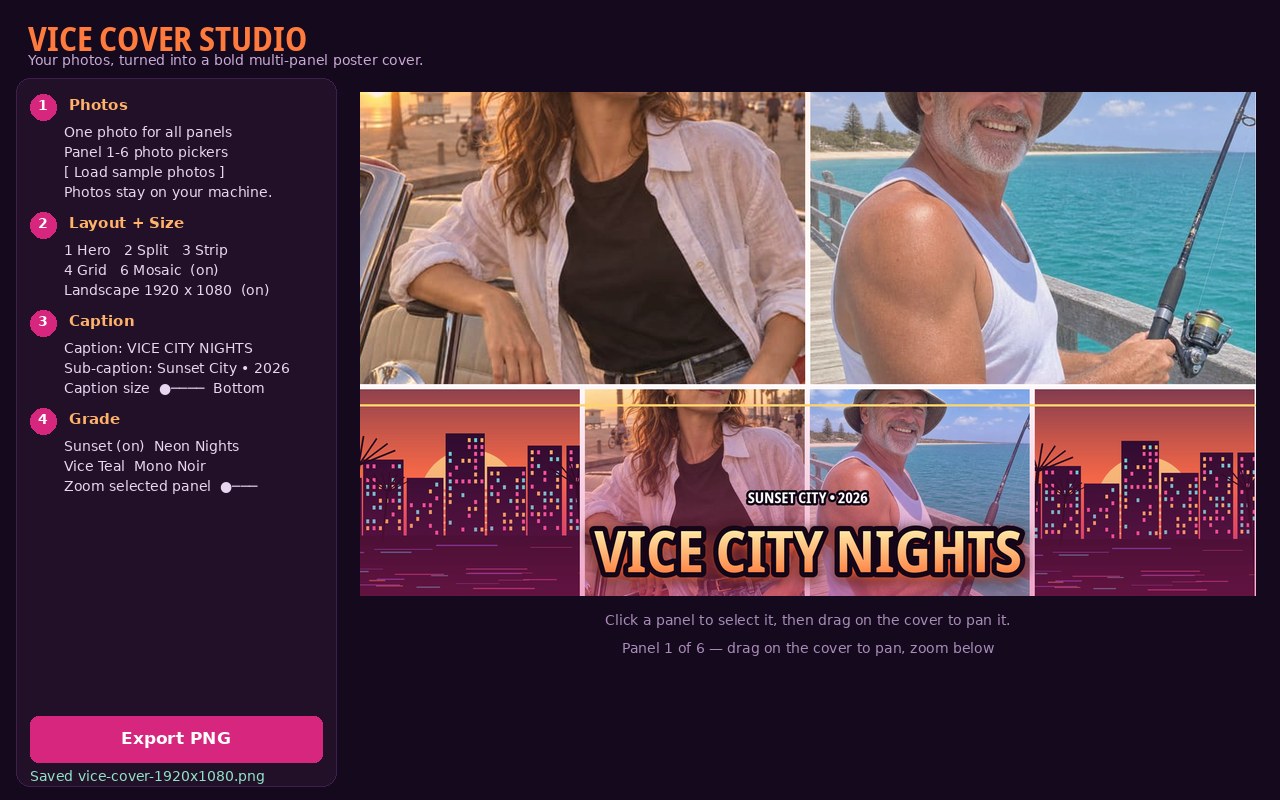 VICE COVER STUDIO
Your photos, turned into a bold multi-panel poster cover.
1 Photos
One photo for all panels
Panel 1-6 photo pickers
[ Load sample photos ]
Photos stay on your machine.
2 Layout + Size
1 Hero 2 Split 3 Strip
4 Grid 6 Mosaic (on)
Landscape 1920 x 1080 (on)
3 Caption
Caption: VICE CITY NIGHTS
Sub-caption: Sunset City • 2026
Caption size Bottom
4 Grade
Sunset (on) Neon Nights
Vice Teal Mono Noir
Zoom selected panel
Export PNG
Saved vice-cover-1920x1080.png
SUNSET CITY • 2026
VICE CITY NIGHTS
Click a panel to select it, then drag on the cover to pan it.
Panel 1 of 6 — drag on the cover to pan, zoom below